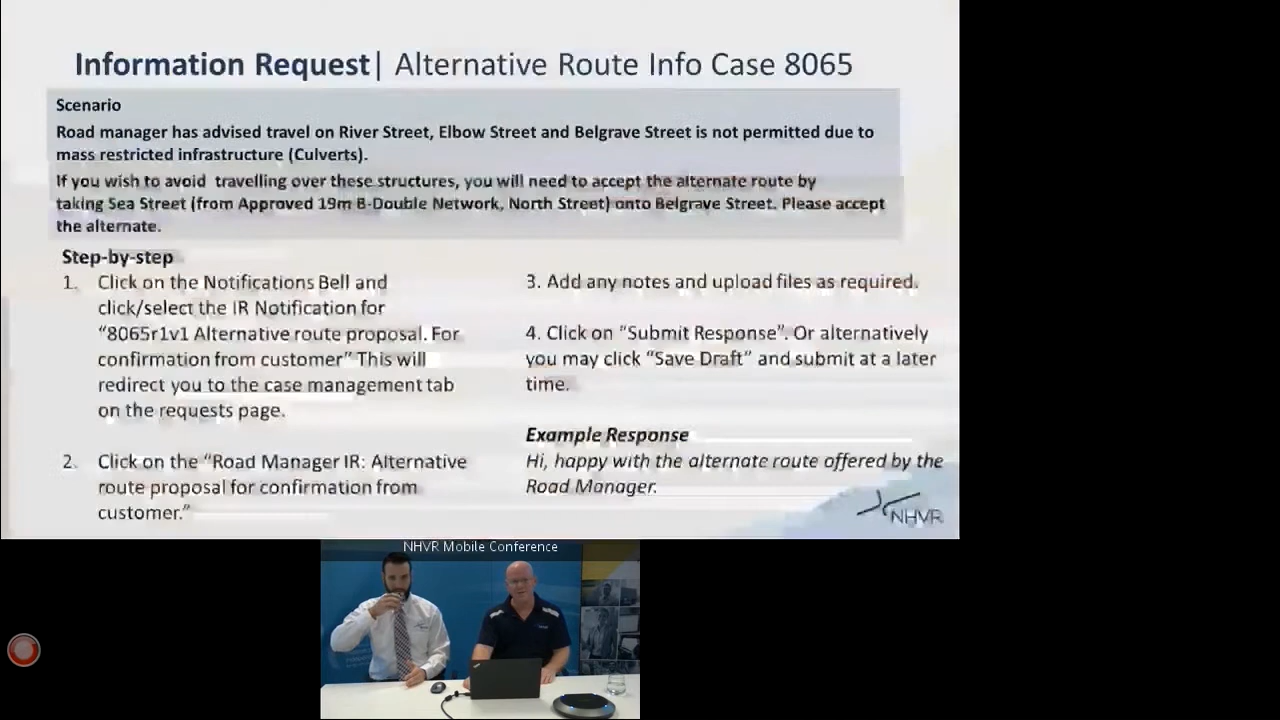 Information Request| Alternative Route Info Case 8065
Scenario
Road manager has advised travel on River Street, Elbow Street and Belgrave Street is not permitted due to
mass restricted infrastructure (Culverts).
If you wish to avoid travelling over these structures, you will need to accept the alternate route by
taking Sea Street (from Approved 19m B-Double Network, North Street) onto Belgrave Street. Please accept
the alternate.
Step-by-step
1. Click on the Notifications Bell and
click/select the IR Notification for
"8065r1v1 Alternative route proposal. For
confirmation from customer" This will
redirect you to the case management tab
on the requests page.
2. Click on the "Road Manager IR: Alternative
route proposal for confirmation from
customer."
3. Add any notes and upload files as required.
4. Click on "Submit Response". Or alternatively
you may click "Save Draft" and submit at a later
time.
Example Response
Hi, happy with the alternate route offered by the
Road Manager.
NHVR
NHVR Mobile Conference